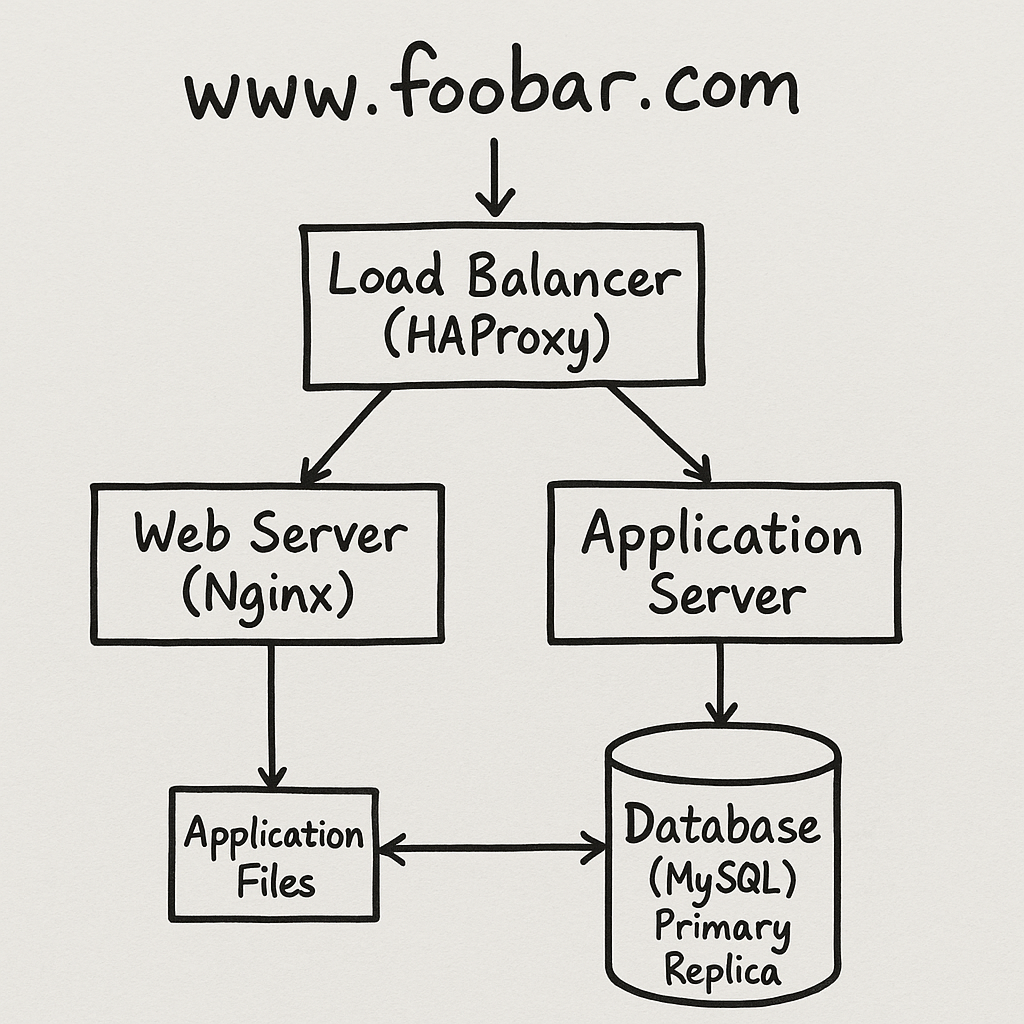 www.foobar.com
Load Balancer
(HAProxy)
Web Server
(Nginx)
Application
Server
Application
Files
Database
(MySQL)
Primary
Replica